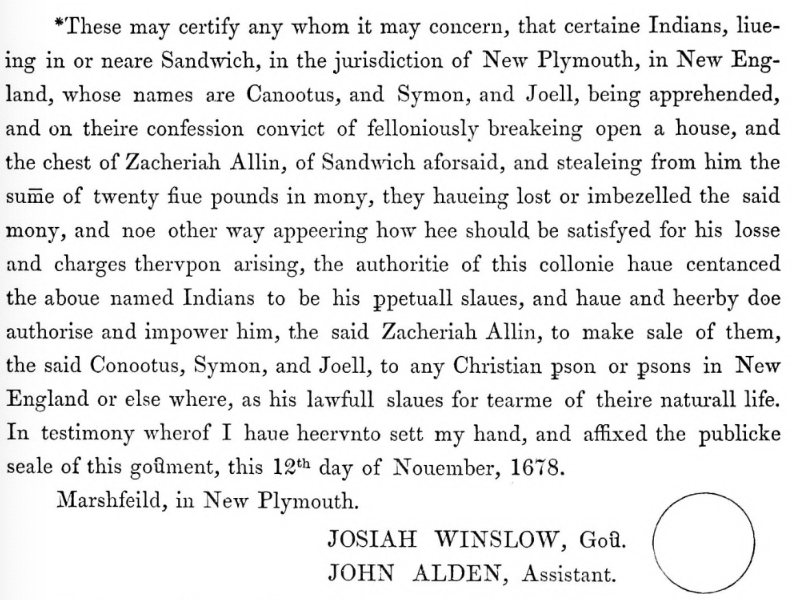 *These may certify any whom it may concern, that certaine Indians, liue-
ing in or neare Sandwich, in the jurisdiction of New Plymouth, in New Eng-
land, whose names are Canootus, and Symon, and Joell, being apprehended,
and on theire confession convict of felloniously breakeing open a house, and
the chest of Zacheriah Allin, of Sandwich aforsaid, and stealeing from him the
sum̄e of twenty fiue pounds in mony, they haueing lost or imbezelled the said
mony, and noe other way appeering how hee should be satisfyed for his losse
and charges thervpon arising, the authoritie of this collonie haue centanced
the aboue named Indians to be his ꝑpetuall slaues, and haue and heerby doe
authorise and impower him, the said Zacheriah Allin, to make sale of them,
the said Conootus, Symon, and Joell, to any Christian ꝑson or ꝑsons in New
England or else where, as his lawfull slaues for tearme of theire naturall life.
In testimony wherof I haue heervnto sett my hand, and affixed the publicke
seale of this goũment, this 12th day of Nouember, 1678.
Marshfeild, in New Plymouth.
JOSIAH WINSLOW, Goũ.
JOHN ALDEN, Assistant.